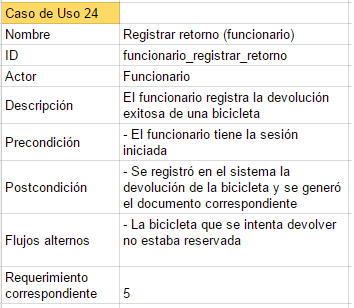 Caso de Uso 24
Nombre Registrar retorno (funcionario)
ID funcionario_registrar_retorno
Actor Funcionario
Descripción El funcionario registra la devolución
exitosa de una bicicleta
Precondición - El funcionario tiene la sesión
iniciada
Postcondición - Se registró en el sistema la
devolución de la bicicleta y se generó
el documento correspondiente
Flujos alternos - La bicicleta que se intenta devolver
no estaba reservada
Requerimiento
correspondiente 5